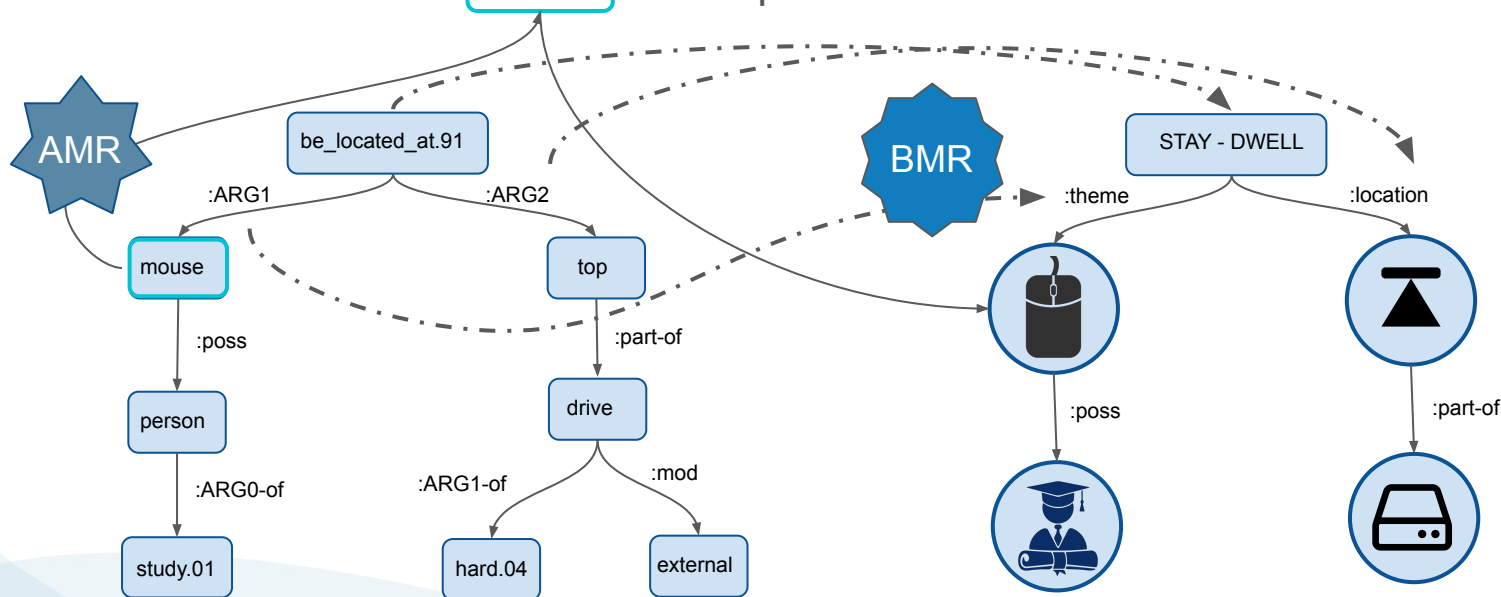 AMR
be_located_at.91
:ARG1
:ARG2
mouse
top
:poss
:part-of
person
drive
:ARG0-of
:ARG1-of
:mod
study.01
hard.04
external
BMR
STAY - DWELL
:theme
:location
:poss
:part-of